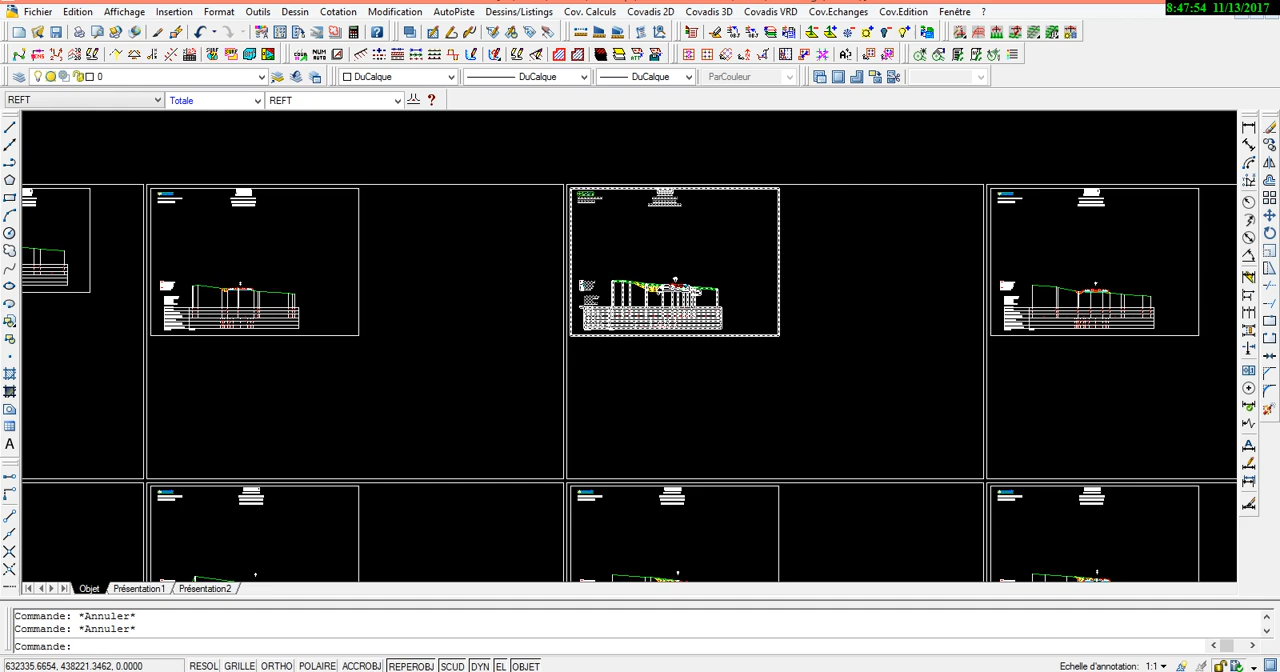 8:47:54 11/13/2017
Fichier Edition Affichage Insertion Format Outils Dessin Cotation Modification AutoPiste Dessins/Listings Cov. Calculs Covadis 2D Covadis 3D Covadis VRD Cov.Echanges Cov.Edition Fenêtre ?
0 DuCalque DuCalque DuCalque ParCouleur
REFT Totale REFT
Objet Présentation1 Présentation2
Commande: *Annuler*
Commande: *Annuler*
Commande:
632335.6654, 438221.3462, 0.0000 RESOL GRILLE ORTHO POLAIRE ACCROBJ REPEROBJ SCUD DYN EL OBJET Echelle d'annotation: 1:1